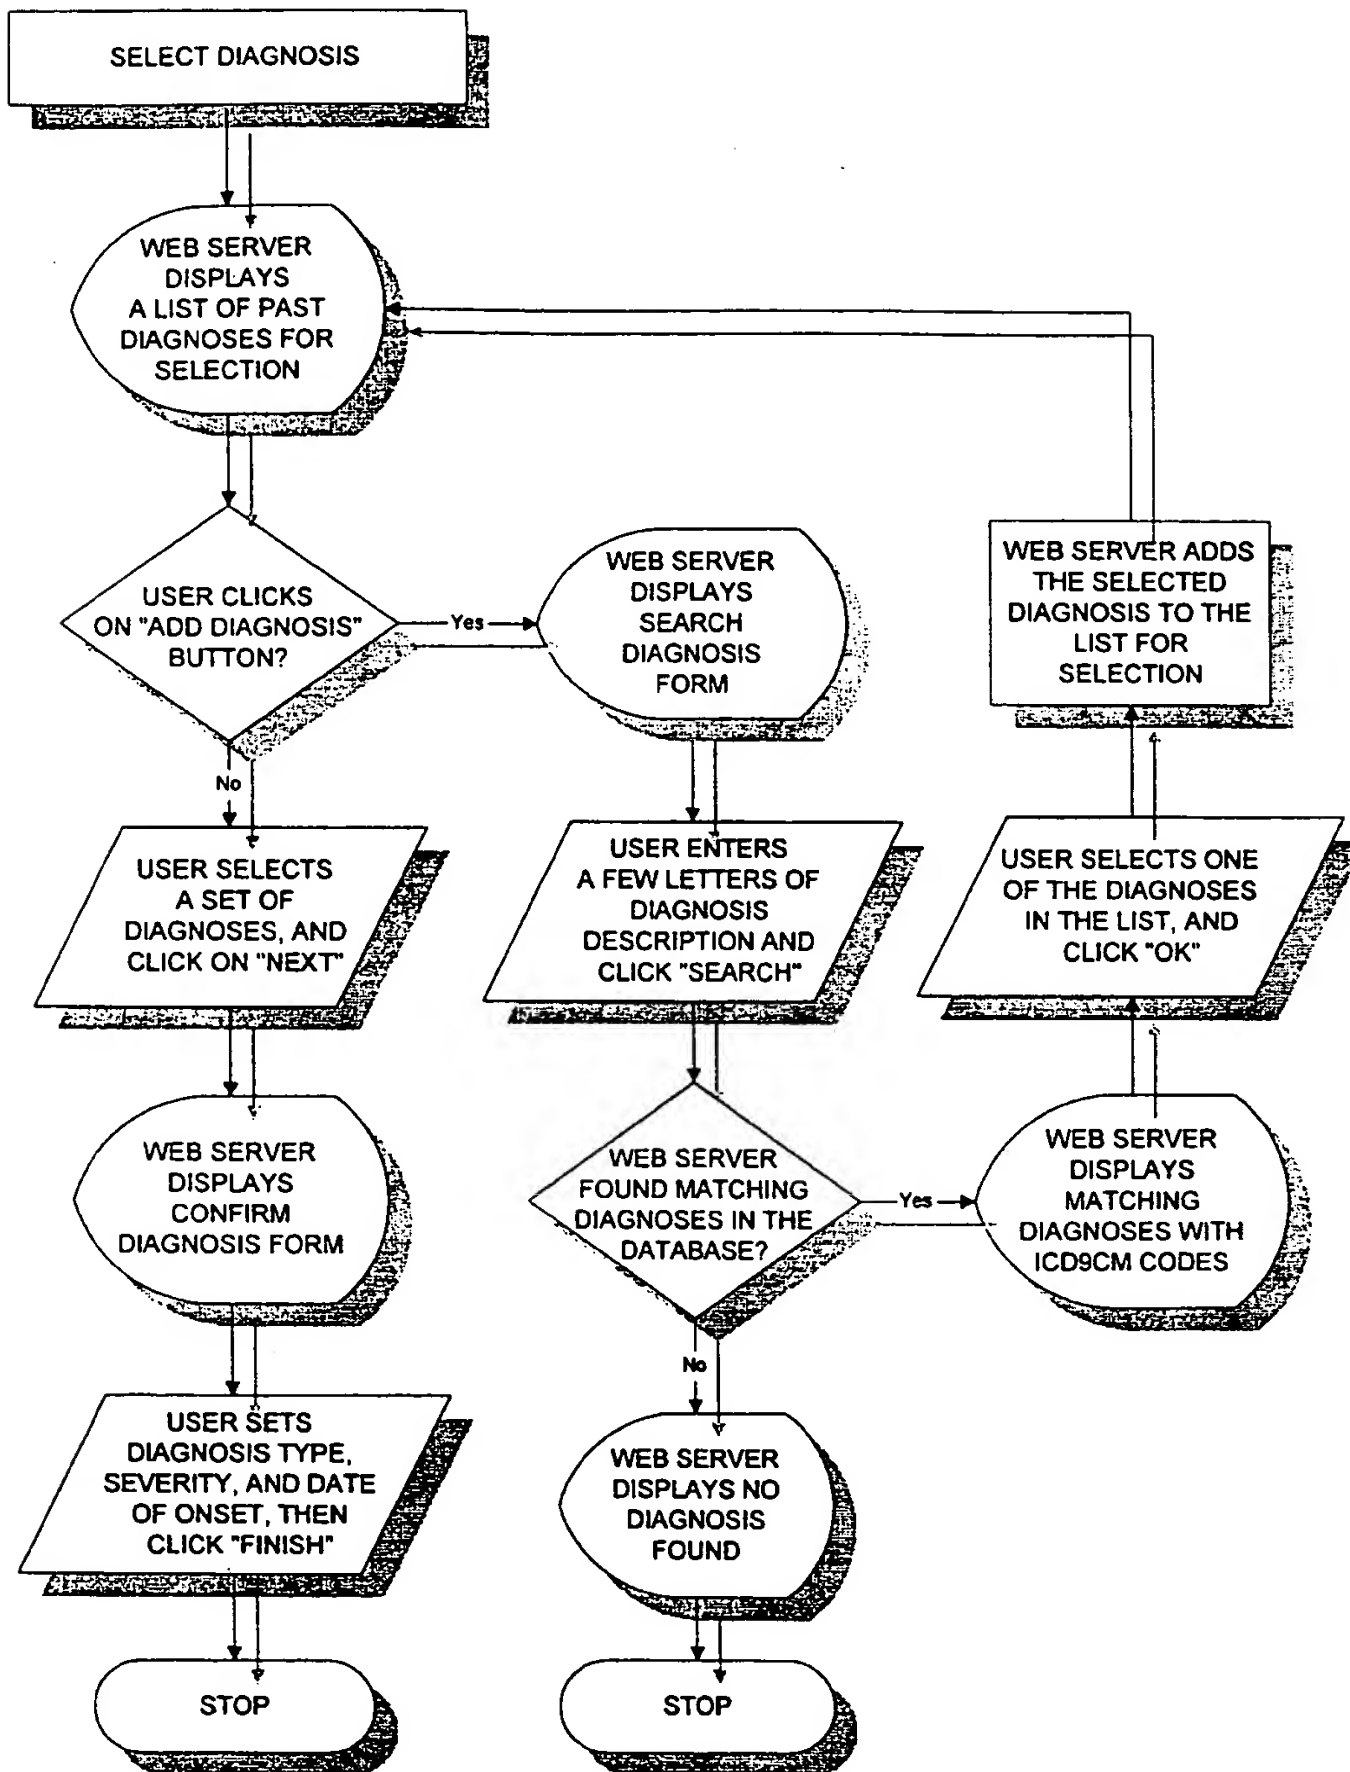 SELECT DIAGNOSIS
WEB SERVER
DISPLAYS
A LIST OF PAST
DIAGNOSES FOR
SELECTION
USER CLICKS
ON "ADD DIAGNOSIS"
BUTTON?
Yes
WEB SERVER
DISPLAYS
SEARCH
DIAGNOSIS
FORM
WEB SERVER ADDS
THE SELECTED
DIAGNOSIS TO THE
LIST FOR
SELECTION
No
USER SELECTS
A SET OF
DIAGNOSES, AND
CLICK ON "NEXT"
USER ENTERS
A FEW LETTERS OF
DIAGNOSIS
DESCRIPTION AND
CLICK "SEARCH"
USER SELECTS ONE
OF THE DIAGNOSES
IN THE LIST, AND
CLICK "OK"
WEB SERVER
DISPLAYS
CONFIRM
DIAGNOSIS FORM
WEB SERVER
FOUND MATCHING
DIAGNOSES IN THE
DATABASE?
Yes
WEB SERVER
DISPLAYS
MATCHING
DIAGNOSES WITH
ICD9CM CODES
No
USER SETS
DIAGNOSIS TYPE,
SEVERITY, AND DATE
OF ONSET, THEN
CLICK "FINISH"
WEB SERVER
DISPLAYS NO
DIAGNOSIS
FOUND
STOP
STOP